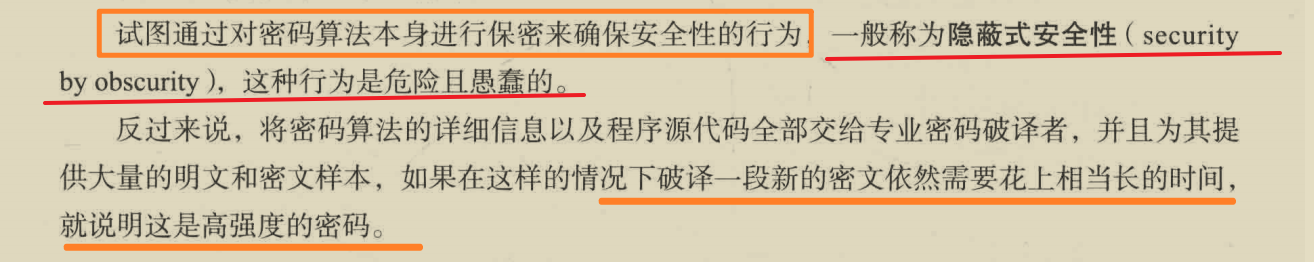 试图通过对密码算法本身进行保密来确保安全性的行为，一般称为隐蔽式安全性（security
by obscurity），这种行为是危险且愚蠢的。
反过来说，将密码算法的详细信息以及程序源代码全部交给专业密码破译者，并且为其提
供大量的明文和密文样本，如果在这样的情况下破译一段新的密文依然需要花上相当长的时间，
就说明这是高强度的密码。